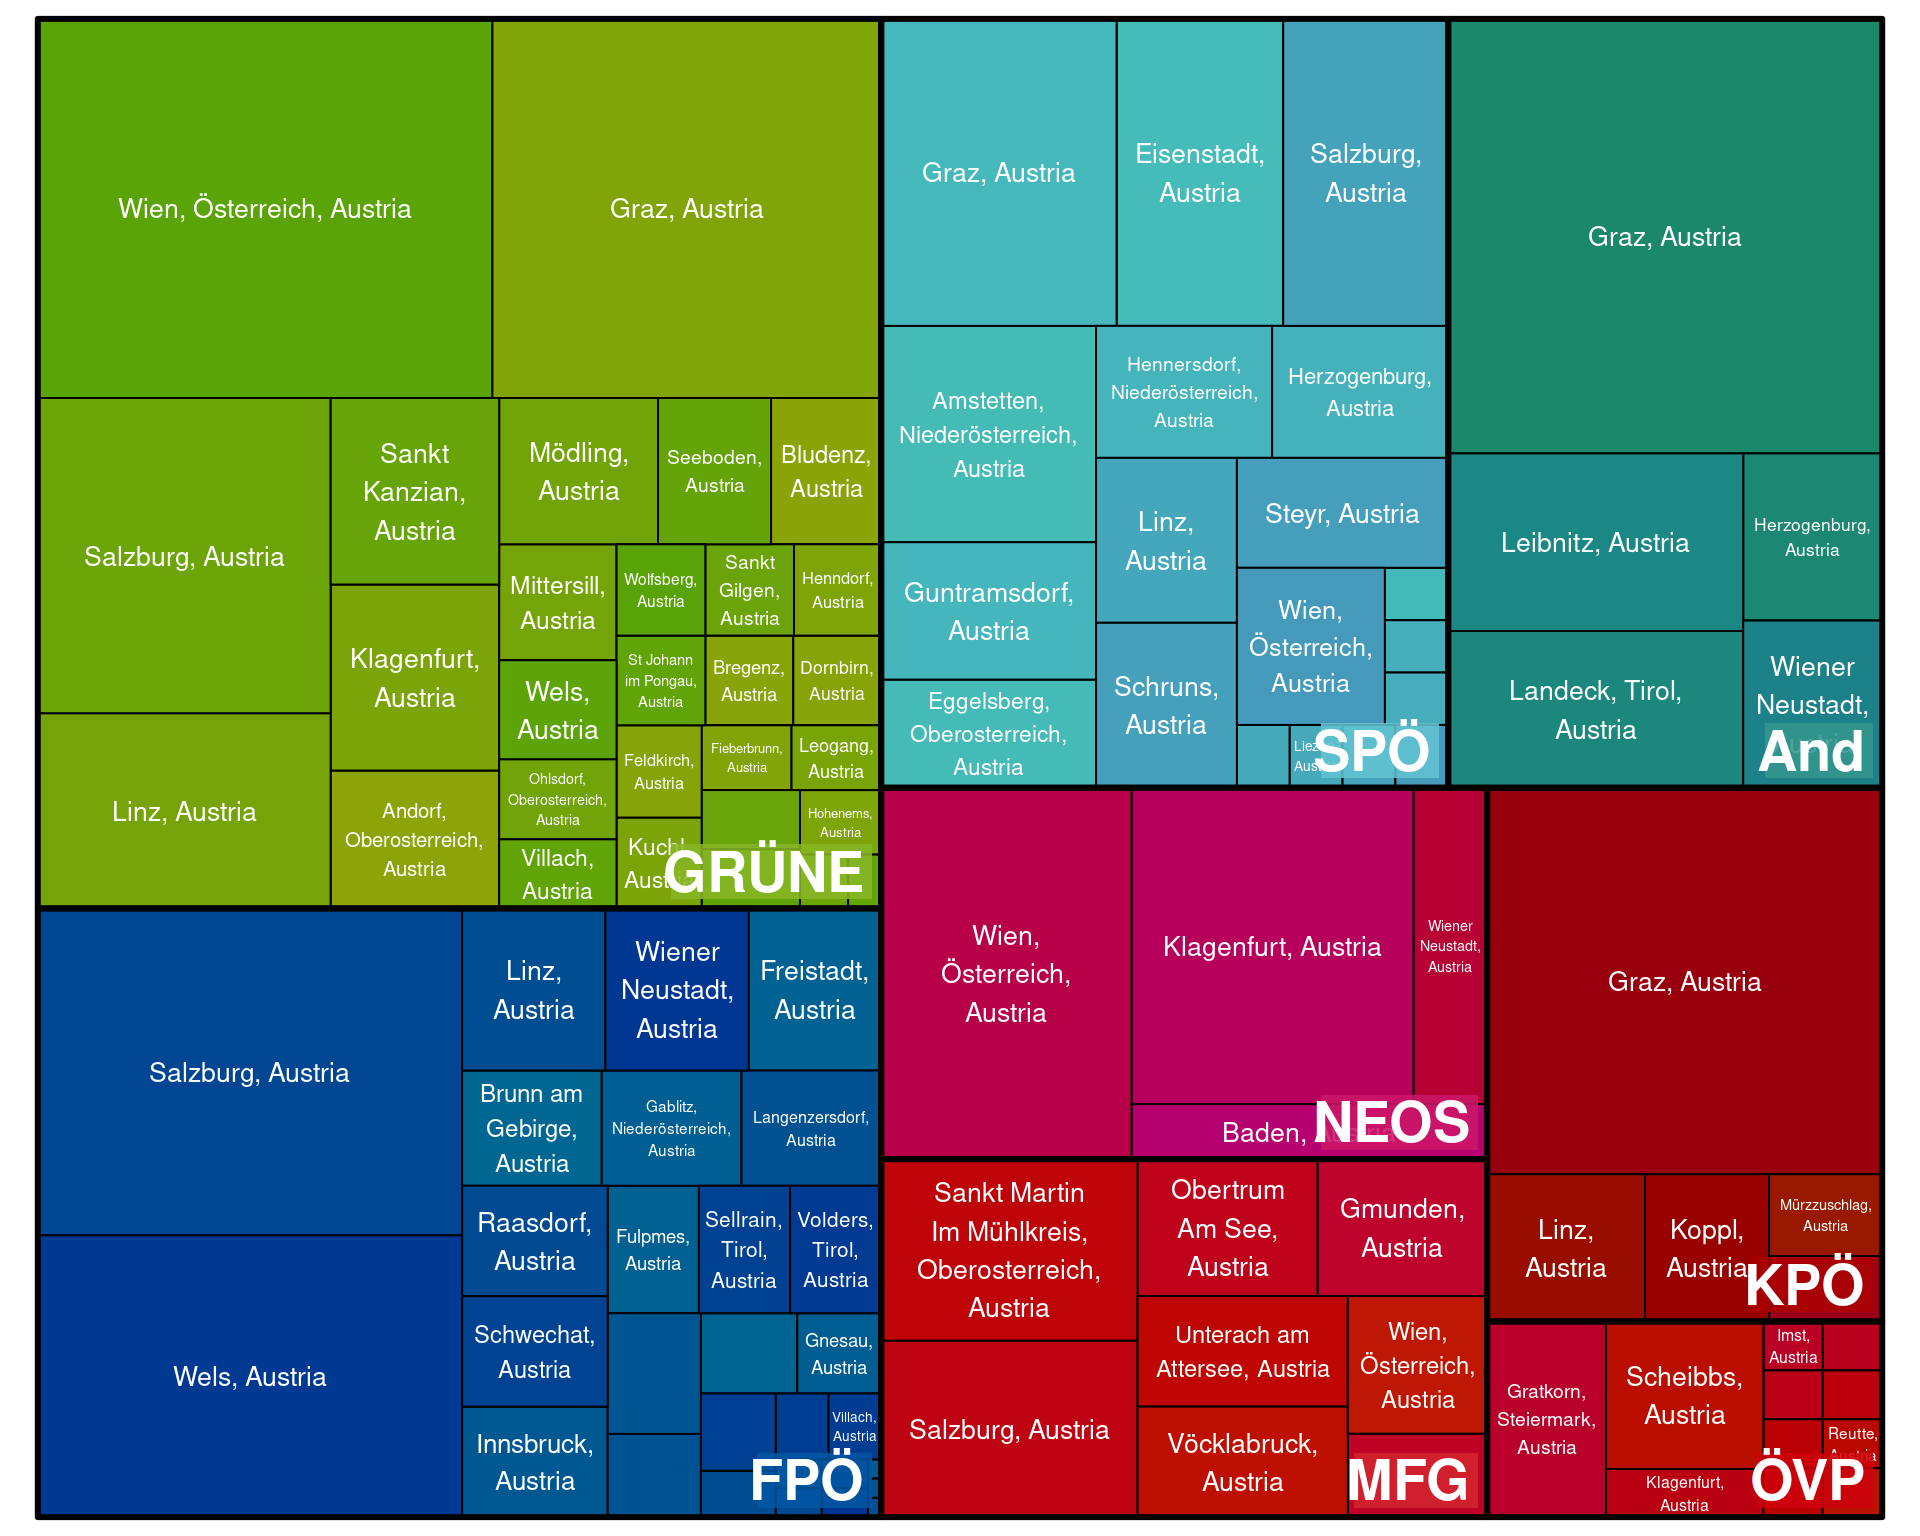 Wien, Österreich, Austria
Graz, Austria
Salzburg, Austria
Linz, Austria
Sankt
Kanzian,
Austria
Klagenfurt,
Austria
Andorf,
Oberosterreich,
Austria
Mödling,
Austria
Seeboden,
Austria
Bludenz,
Austria
Mittersill,
Austria
Wels,
Austria
Ohlsdorf,
Oberosterreich,
Austria
Villach,
Austria
Wolfsberg,
Austria
Sankt
Gilgen,
Austria
Henndorf,
Austria
St Johann
im Pongau,
Austria
Bregenz,
Austria
Dornbirn,
Austria
Feldkirch,
Austria
Fieberbrunn,
Austria
Leogang,
Austria
Kuchl,
Austria
Hohenems,
Austria
GRÜNE
Graz, Austria
Eisenstadt,
Austria
Salzburg,
Austria
Amstetten,
Niederösterreich,
Austria
Hennersdorf,
Niederösterreich,
Austria
Herzogenburg,
Austria
Guntramsdorf,
Austria
Eggelsberg,
Oberosterreich,
Austria
Linz,
Austria
Schruns,
Austria
Steyr, Austria
Wien,
Österreich,
Austria
SPÖ
Graz, Austria
Leibnitz, Austria
Landeck, Tirol,
Austria
Herzogenburg,
Austria
Wiener
Neustadt,
Austria
And
Salzburg, Austria
Wels, Austria
Linz,
Austria
Wiener
Neustadt,
Austria
Freistadt,
Austria
Brunn am
Gebirge,
Austria
Gablitz,
Niederösterreich,
Austria
Langenzersdorf,
Austria
Raasdorf,
Austria
Schwechat,
Austria
Innsbruck,
Austria
Fulpmes,
Austria
Sellrain,
Tirol,
Austria
Volders,
Tirol,
Austria
Gnesau,
Austria
Villach,
Austria
FPÖ
Wien,
Österreich,
Austria
Klagenfurt, Austria
Wiener
Neustadt,
Austria
Baden, Austria
NEOS
Sankt Martin
Im Mühlkreis,
Oberosterreich,
Austria
Salzburg, Austria
Obertrum
Am See,
Austria
Gmunden,
Austria
Unterach am
Attersee, Austria
Vöcklabruck,
Austria
Wien,
Österreich,
Austria
MFG
Graz, Austria
Linz,
Austria
Koppl,
Austria
Mürzzuschlag,
Austria
KPÖ
Gratkorn,
Steiermark,
Austria
Scheibbs,
Austria
Klagenfurt,
Austria
Imst,
Austria
Reutte,
Austria
ÖVP